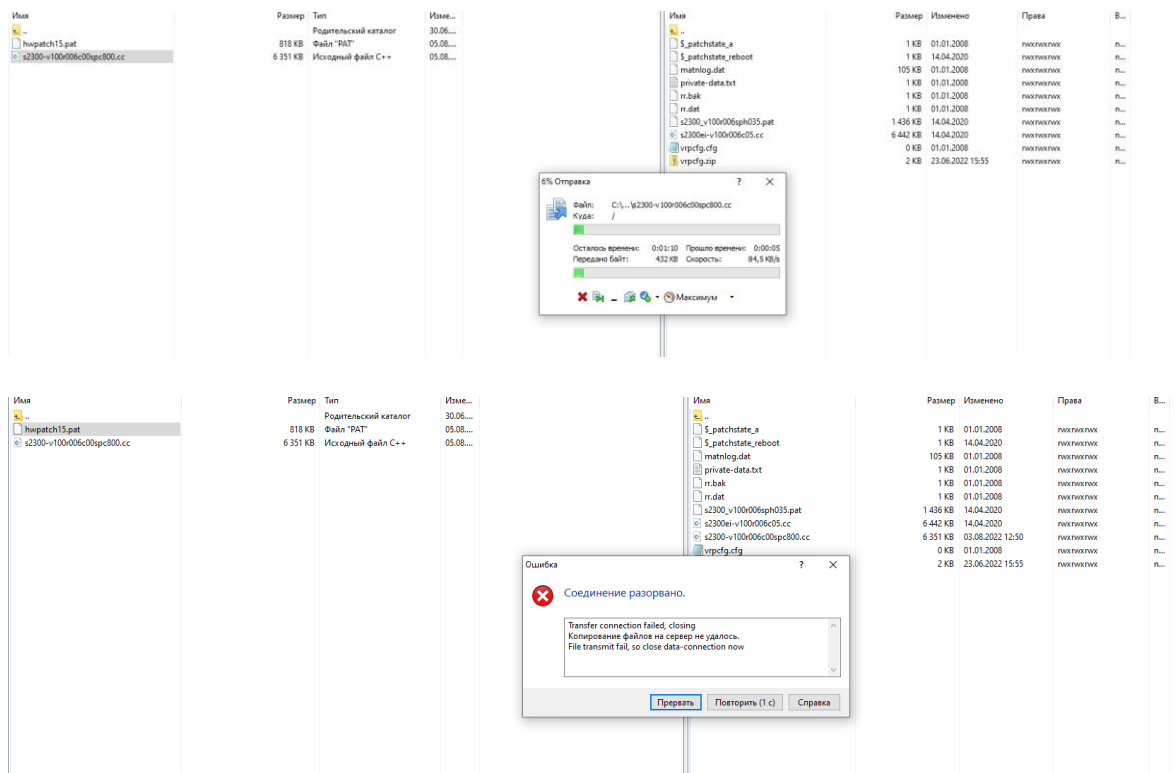 Имя Размер Тип Изме...
.. Родительский каталог 30.06....
hwpatch15.pat 818 KB Файл "PAT" 05.08....
s2300-v100r006c00spc800.cc 6 351 KB Исходный файл C++ 05.08....
Имя Размер Изменено Права В...
..
$_patchstate_a 1 KB 01.01.2008 rwxrwxrwx n...
$_patchstate_reboot 1 KB 14.04.2020 rwxrwxrwx n...
matnlog.dat 105 KB 01.01.2008 rwxrwxrwx n...
private-data.txt 1 KB 01.01.2008 rwxrwxrwx n...
rr.bak 1 KB 01.01.2008 rwxrwxrwx n...
rr.dat 1 KB 01.01.2008 rwxrwxrwx n...
s2300_v100r006sph035.pat 1 436 KB 14.04.2020 rwxrwxrwx n...
s2300ei-v100r006c05.cc 6 442 KB 14.04.2020 rwxrwxrwx n...
vrpcfg.cfg 0 KB 01.01.2008 rwxrwxrwx n...
vrpcfg.zip 2 KB 23.06.2022 15:55 rwxrwxrwx n...
6% Отправка ?
Файл: C:\...\s2300-v100r006c00spc800.cc
Куда: /
Осталось времени: 0:01:10 Прошло времени: 0:00:05
Передано байт: 432 KB Скорость: 84,5 KB/s
Максимум
Имя Размер Тип Изме...
.. Родительский каталог 30.06....
hwpatch15.pat 818 KB Файл "PAT" 05.08....
s2300-v100r006c00spc800.cc 6 351 KB Исходный файл C++ 05.08....
Имя Размер Изменено Права В...
..
$_patchstate_a 1 KB 01.01.2008 rwxrwxrwx n...
$_patchstate_reboot 1 KB 14.04.2020 rwxrwxrwx n...
matnlog.dat 105 KB 01.01.2008 rwxrwxrwx n...
private-data.txt 1 KB 01.01.2008 rwxrwxrwx n...
rr.bak 1 KB 01.01.2008 rwxrwxrwx n...
rr.dat 1 KB 01.01.2008 rwxrwxrwx n...
s2300_v100r006sph035.pat 1 436 KB 14.04.2020 rwxrwxrwx n...
s2300ei-v100r006c05.cc 6 442 KB 14.04.2020 rwxrwxrwx n...
s2300-v100r006c00spc800.cc 6 351 KB 03.08.2022 12:50 rwxrwxrwx n...
vrpcfg.cfg 0 KB 01.01.2008 rwxrwxrwx n...
2 KB 23.06.2022 15:55 rwxrwxrwx n...
Ошибка ?
Соединение разорвано.
Transfer connection failed, closing
Копирование файлов на сервер не удалось.
File transmit fail, so close data-connection now
Прервать Повторить (1 с) Справка